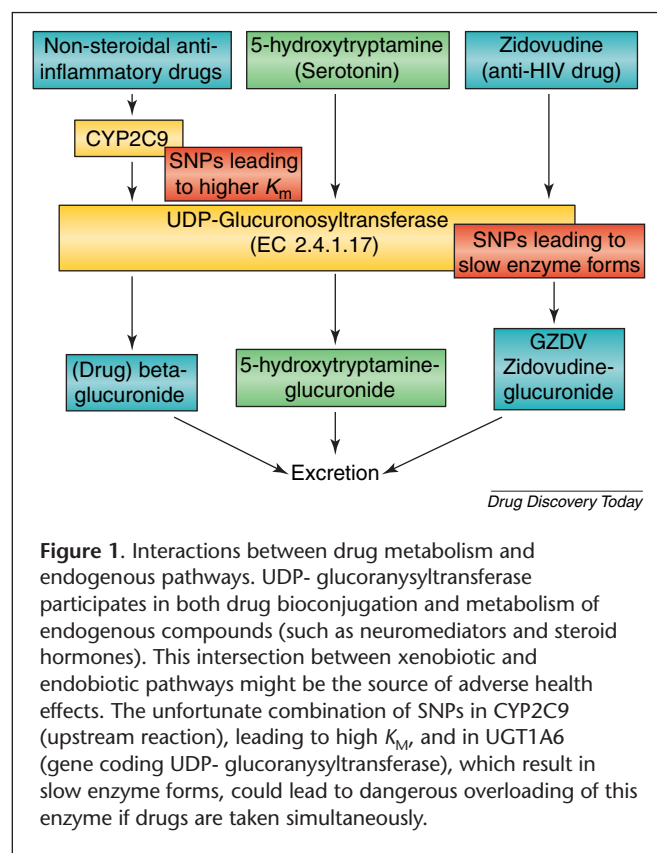 Non-steroidal anti-
inflammatory drugs
5-hydroxytryptamine
(Serotonin)
Zidovudine
(anti-HIV drug)
CYP2C9
SNPs leading
to higher Km
UDP-Glucuronosyltransferase
(EC 2.4.1.17)
SNPs leading to
slow enzyme forms
(Drug) beta-
glucuronide
5-hydroxytryptamine-
glucuronide
GZDV
Zidovudine-
glucuronide
Excretion
Drug Discovery Today
Figure 1. Interactions between drug metabolism and
endogenous pathways. UDP- glucoranysyltransferase
participates in both drug bioconjugation and metabolism of
endogenous compounds (such as neuromediators and steroid
hormones). This intersection between xenobiotic and
endobiotic pathways might be the source of adverse health
effects. The unfortunate combination of SNPs in CYP2C9
(upstream reaction), leading to high KM, and in UGT1A6
(gene coding UDP- glucoranysyltransferase), which result in
slow enzyme forms, could lead to dangerous overloading of this
enzyme if drugs are taken simultaneously.